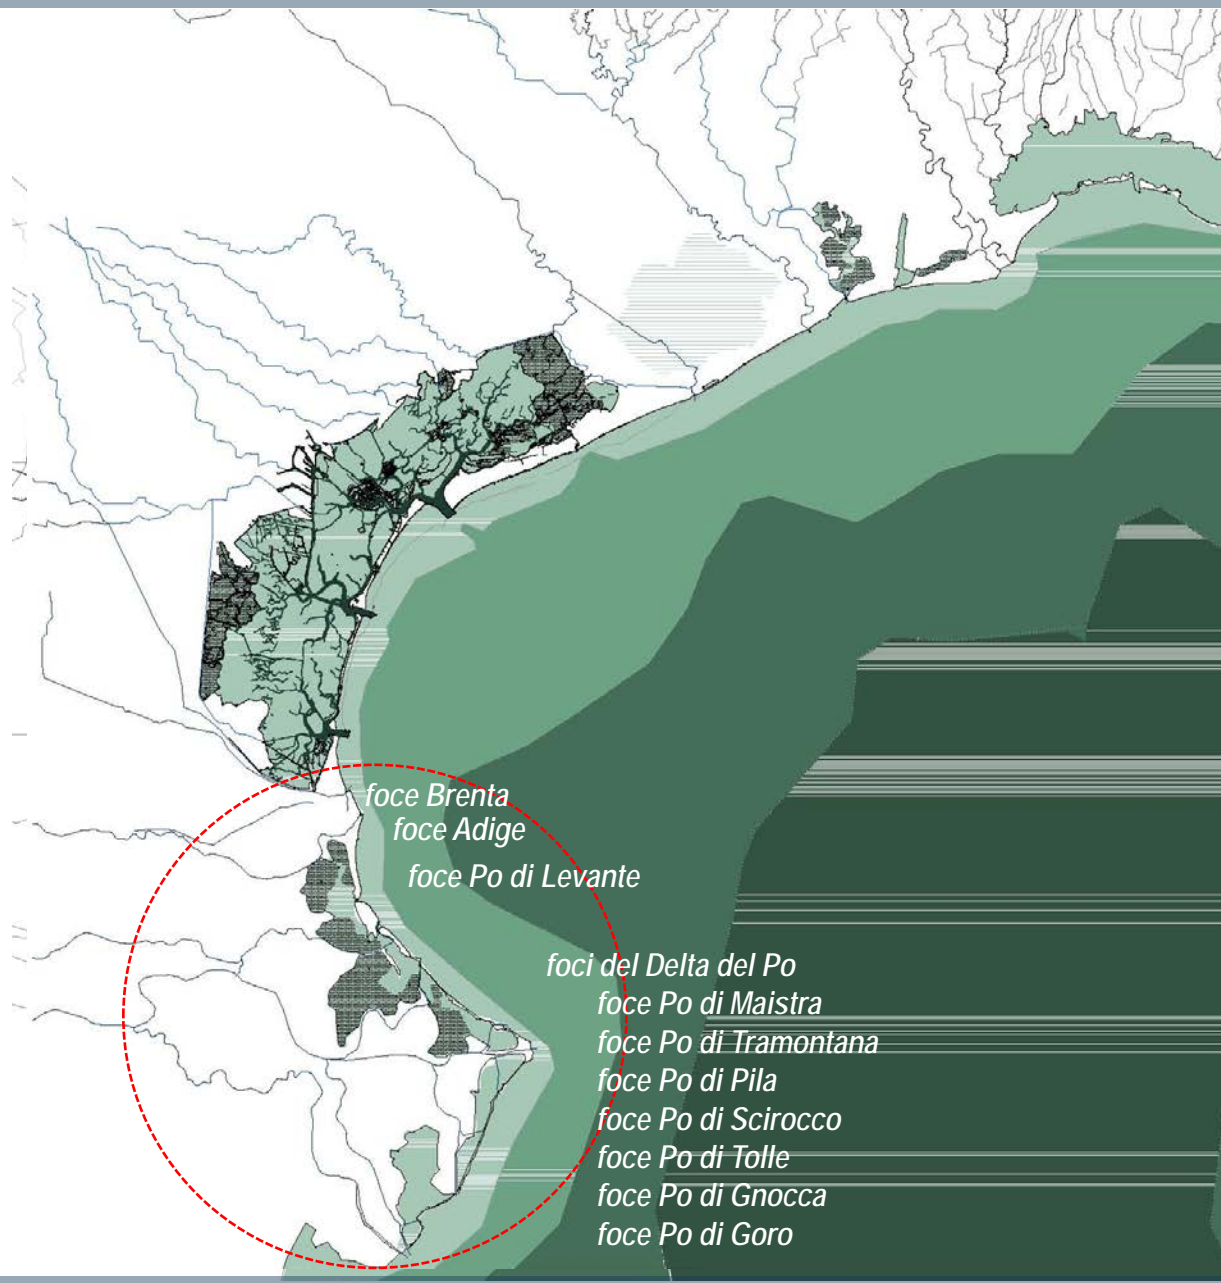 foce Brenta
foce Adige
foce Po di Levante
foci del Delta del Po
foce Po di Maistra
foce Po di Tramontana
foce Po di Pila
foce Po di Scirocco
foce Po di Tolle
foce Po di Gnocca
foce Po di Goro